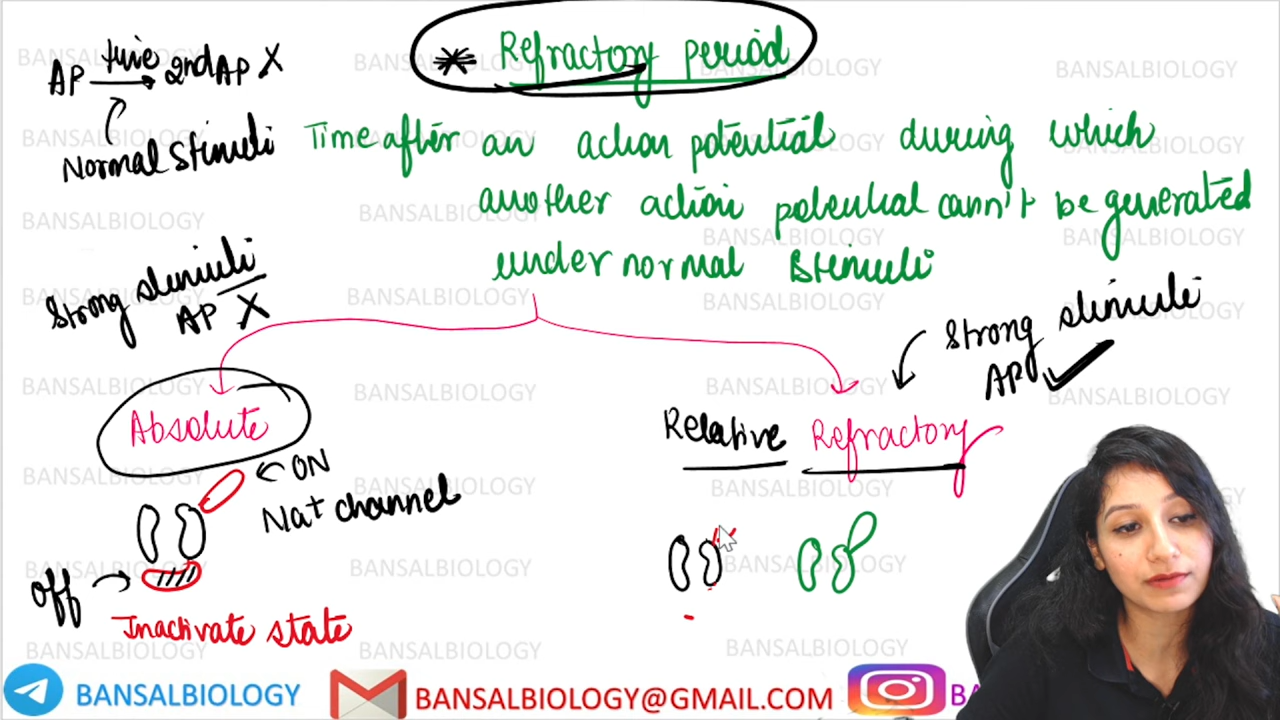 * Refractory period
AP → time 2nd AP X
Normal Stimuli
Time after an action potential during which
another action potential cann't be generated
under normal Stimuli
Strong stimuli
AP X
Strong stimuli
AP ✓
Absolute
Relative Refractory
ON
Na+ channel
Off
Inactivate state
BANSALBIOLOGY
BANSALBIOLOGY@GMAIL.COM
BA